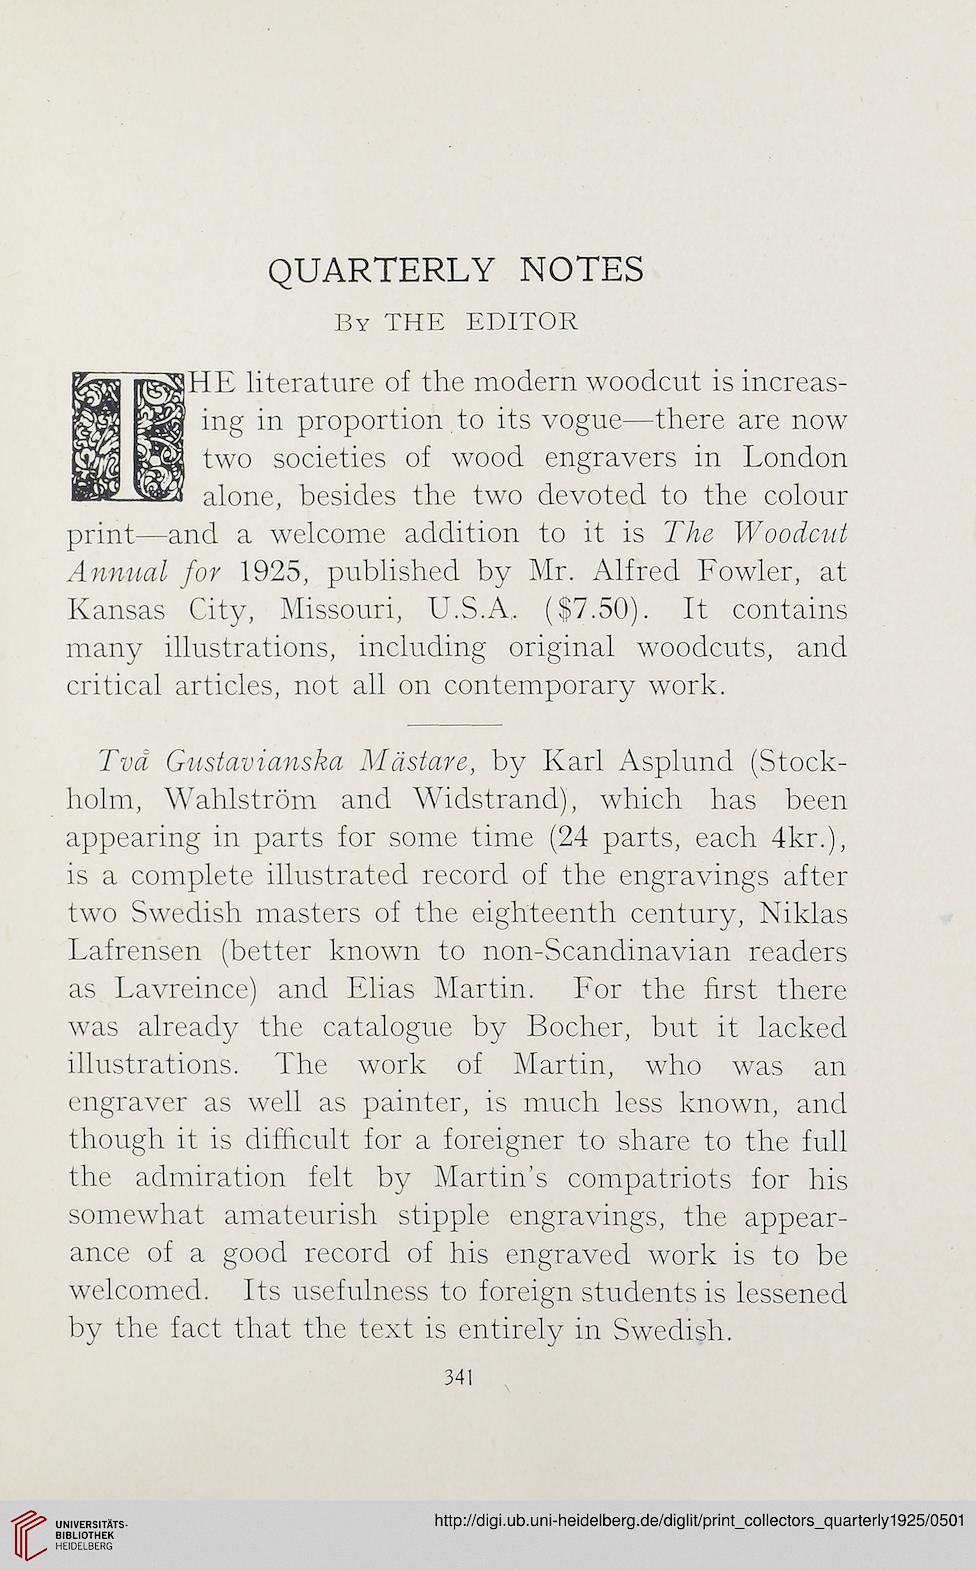 QUARTERLY NOTES
By THE EDITOR
THE literature of the modern woodcut is increas-
ing in proportion to its vogue—there are now
two societies of wood engravers in London
alone, besides the two devoted to the colour
print—and a welcome addition to it is The Woodcut
Annual for 1925, published by Mr. Alfred Fowler, at
Kansas City, Missouri, U.S.A. ($7.50). It contains
many illustrations, including original woodcuts, and
critical articles, not all on contemporary work.
Två Gustavianska Mästare, by Karl Asplund (Stock-
holm, Wahlström and Widstrand), which has been
appearing in parts for some time (24 parts, each 4kr.),
is a complete illustrated record of the engravings after
two Swedish masters of the eighteenth century, Niklas
Lafrensen (better known to non-Scandinavian readers
as Lavreince) and Elias Martin. For the first there
was already the catalogue by Bocher, but it lacked
illustrations. The work of Martin, who was an
engraver as well as painter, is much less known, and
though it is difficult for a foreigner to share to the full
the admiration felt by Martin's compatriots for his
somewhat amateurish stipple engravings, the appear-
ance of a good record of his engraved work is to be
welcomed. Its usefulness to foreign students is lessened
by the fact that the text is entirely in Swedish.
341
UNIVERSITÄTS-
BIBLIOTHEK
HEIDELBERG
http://digi.ub.uni-heidelberg.de/diglit/print_collectors_quarterly1925/0501